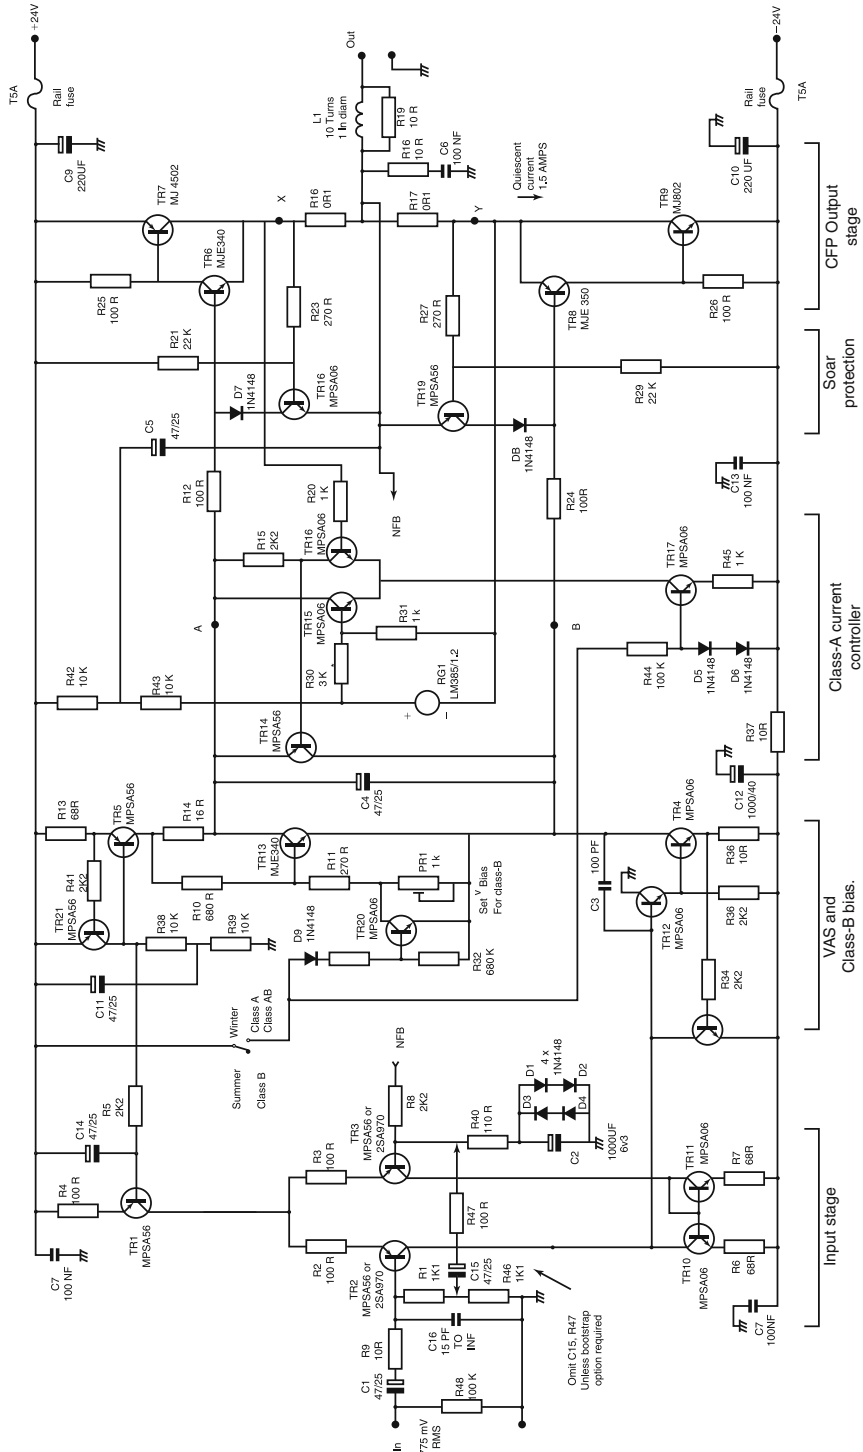 +24V
T5A
Rail
fuse
C9
220UF
TR7
MJ 4502
R25
100 R
TR6
MJE340
R21
22 K
R23
270 R
X
R16
0R1
L1
10 Turns
1 In diam
Out
R19
10 R
R16
10 R
C6
100 NF
R17
0R1
Y
Quiescent
current
1.5 AMPS
R27
270 R
TR8
MJE 350
TR9
MJ802
R26
100 R
C10
220 UF
Rail
fuse
T5A
−24V
CFP Output
stage
D7
1N4148
TR16
MPSA06
C5
47/25
TR19
MPSA56
DB
1N4148
R29
22 K
Soar
protection
R12
100 R
R15
2K2
TR16
MPSA06
R20
1 K
NFB
R24
100R
C13
100 NF
A
TR15
MPSA06
R31
1 k
R30
3 K
RG1
LM385/1.2
+
−
R42
10 K
R43
10 K
TR14
MPSA56
B
TR17
MPSA06
R45
1 K
R44
100 K
D5
1N4148
D6
1N4148
R37
10R
Class-A current
controller
C4
47/25
R13
68R
TR5
MPSA56
R14
16 R
TR13
MJE340
R41
2K2
R10
680 R
R11
270 R
PR1
1 k
Set V Bias
For class-B
TR21
MPSA56
R38
10 K
R39
10 K
D9
1N4148
TR20
MPSA06
R32
680 K
C11
47/25
C3
100 PF
TR4
MPSA06
C12
1000/40
R36
10R
TR12
MPSA06
R36
2K2
R34
2K2
VAS and
Class-B bias.
Winter
Class A
Class AB
Summer
Class B
C14
47/25
R5
2K2
R4
100 R
TR1
MPSA56
C7
100 NF
R3
100 R
R2
100 R
TR3
MPSA56 or
2SA970
R8
2K2
NFB
R40
110 R
D1
4 x
1N4148
D2
D3
D4
C2
1000UF
6v3
TR2
MPSA56 or
2SA970
R47
100 R
R1
1K1
C15
47/25
R46
1K1
C16
15 PF
TO
INF
R9
10R
C1
47/25
R48
100 K
In
775 mV
RMS
Omit C15, R47
Unless bootstrap
option required
TR11
MPSA06
R7
68R
TR10
MPSA06
R6
68R
C7
100NF
Input stage